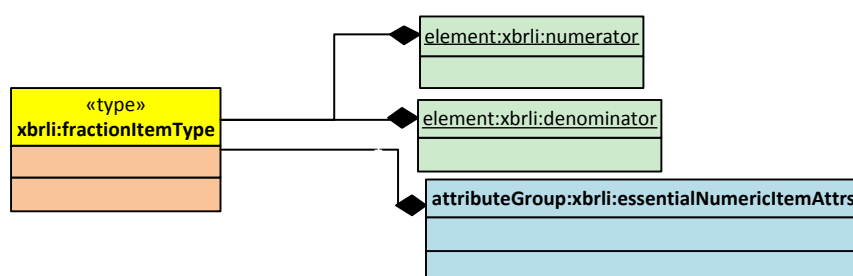 element:xbrli:numerator
«type»
xbrli:fractionItemType
element:xbrli:denominator
attributeGroup:xbrli:essentialNumericItemAttrs